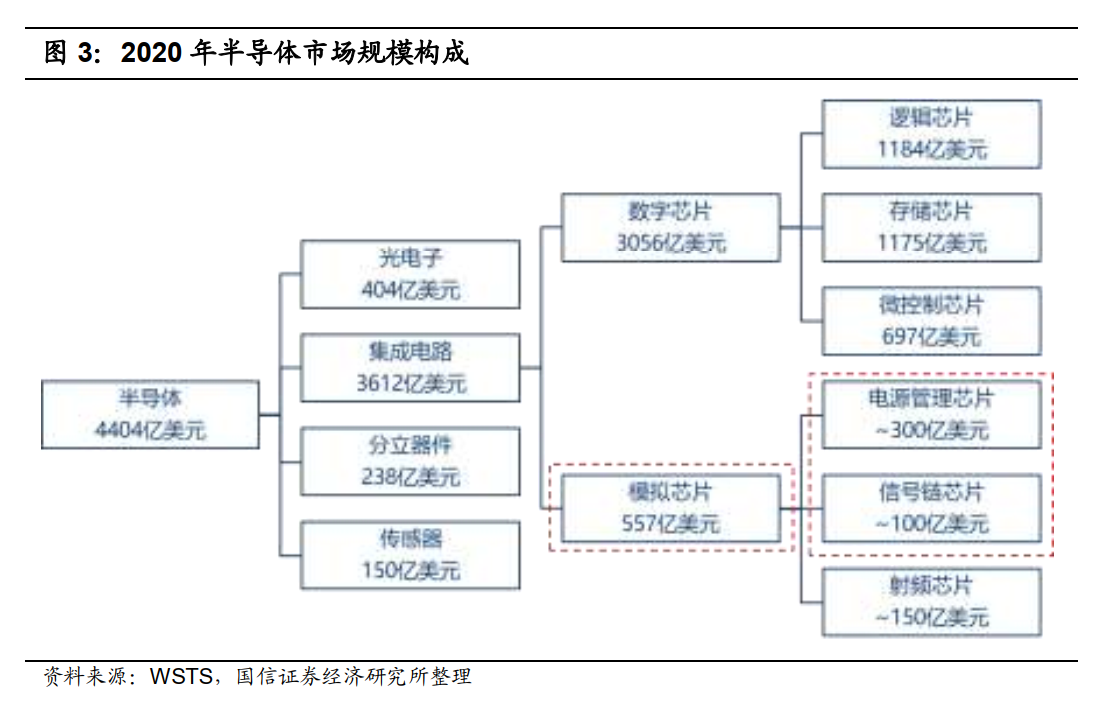 图 3：2020 年半导体市场规模构成
半导体
4404亿美元
光电子
404亿美元
集成电路
3612亿美元
分立器件
238亿美元
传感器
150亿美元
数字芯片
3056亿美元
模拟芯片
557亿美元
逻辑芯片
1184亿美元
存储芯片
1175亿美元
微控制芯片
697亿美元
电源管理芯片
~300亿美元
信号链芯片
~100亿美元
射频芯片
~150亿美元
资料来源：WSTS，国信证券经济研究所整理